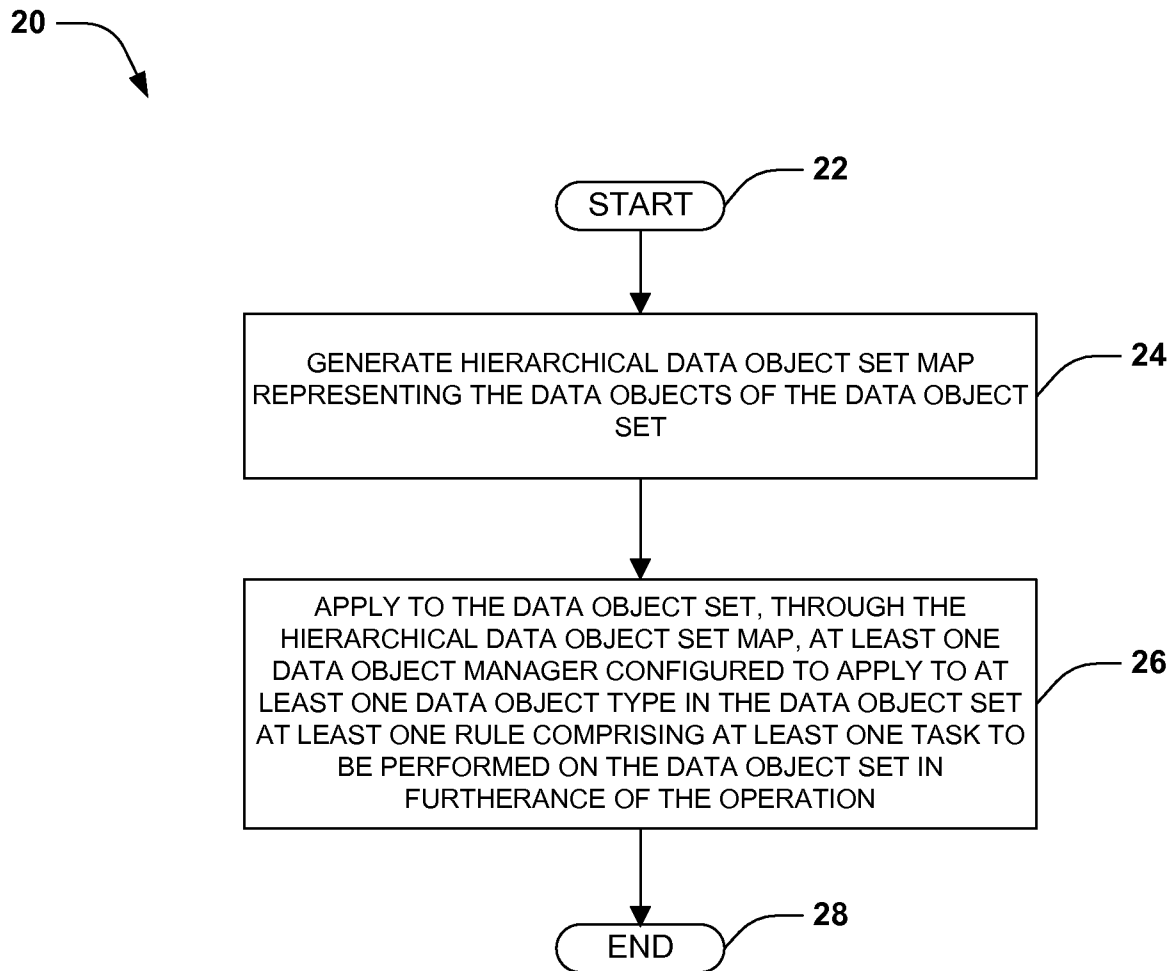 20
22
START
GENERATE HIERARCHICAL DATA OBJECT SET MAP
REPRESENTING THE DATA OBJECTS OF THE DATA OBJECT
SET
24
APPLY TO THE DATA OBJECT SET, THROUGH THE
HIERARCHICAL DATA OBJECT SET MAP, AT LEAST ONE
DATA OBJECT MANAGER CONFIGURED TO APPLY TO AT
LEAST ONE DATA OBJECT TYPE IN THE DATA OBJECT SET
AT LEAST ONE RULE COMPRISING AT LEAST ONE TASK TO
BE PERFORMED ON THE DATA OBJECT SET IN
FURTHERANCE OF THE OPERATION
26
28
END